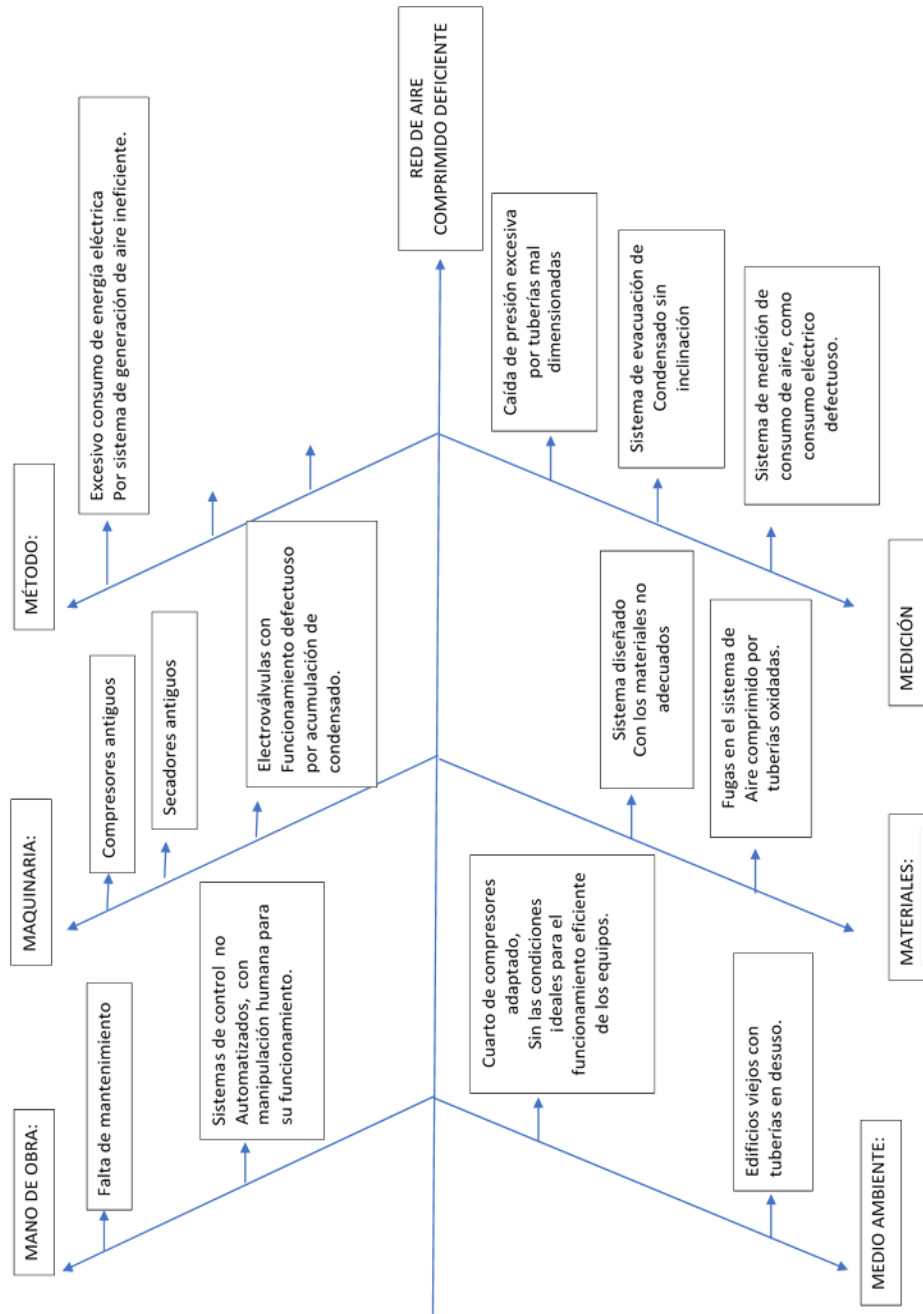 MANO DE OBRA:
Falta de mantenimiento
Sistemas de control no
Automatizados, con
manipulación humana para
su funcionamiento.
MAQUINARIA:
Compresores antiguos
Secadores antiguos
Electroválvulas con
Funcionamiento defectuoso
por acumulación de
condensado.
MÉTODO:
Excesivo consumo de energía eléctrica
Por sistema de generación de aire ineficiente.
RED DE AIRE
COMPRIMIDO DEFICIENTE
Cuarto de compresores
adaptado,
Sin las condiciones
ideales para el
funcionamiento eficiente
de los equipos.
Edificios viejos con
tuberías en desuso.
MEDIO AMBIENTE:
Sistema diseñado
Con los materiales no
adecuados
Fugas en el sistema de
Aire comprimido por
tuberías oxidadas.
MATERIALES:
Caída de presión excesiva
por tuberías mal
dimensionadas
Sistema de evacuación de
Condensado sin
inclinación
Sistema de medición de
consumo de aire, como
consumo eléctrico
defectuoso.
MEDICIÓN